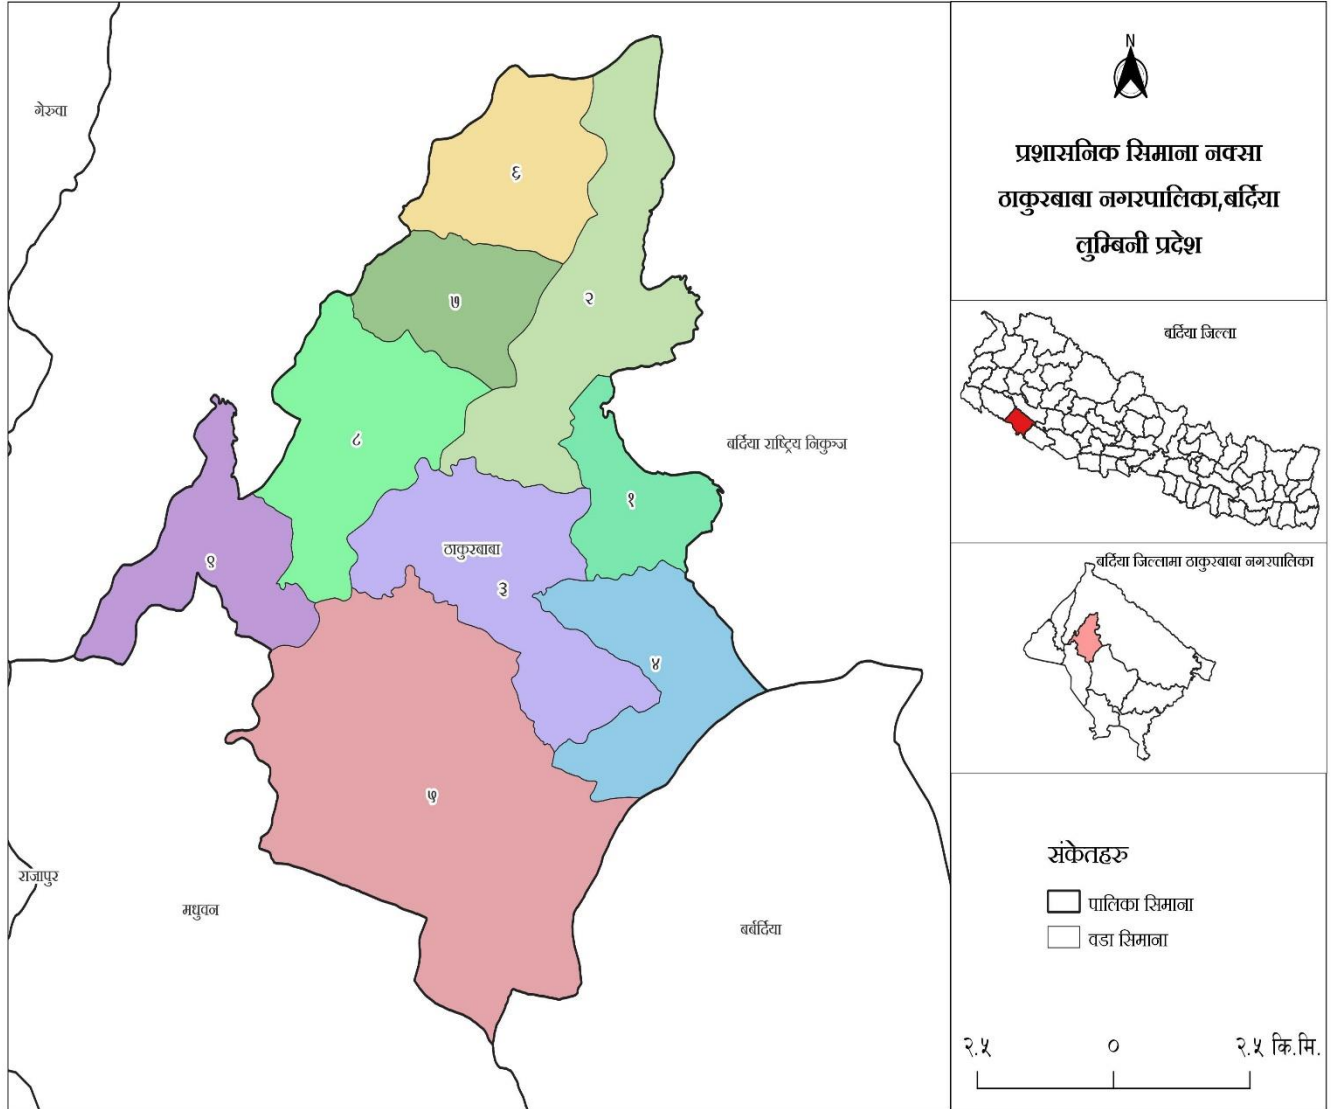 N
प्रशासनिक सिमाना नक्सा
ठाकुरबाबा नगरपालिका,बर्दिया
लुम्बिनी प्रदेश
गेरुवा
६
७
२
८
बर्दिया राष्ट्रिय निकुञ्ज
१
ठाकुरबाबा
९
३
४
५
राजापुर
मधुवन
बर्बर्दिया
बर्दिया जिल्ला
बर्दिया जिल्लामा ठाकुरबाबा नगरपालिका
संकेतहरु
पालिका सिमाना
वडा सिमाना
२.५ ० २.५ कि.मि.